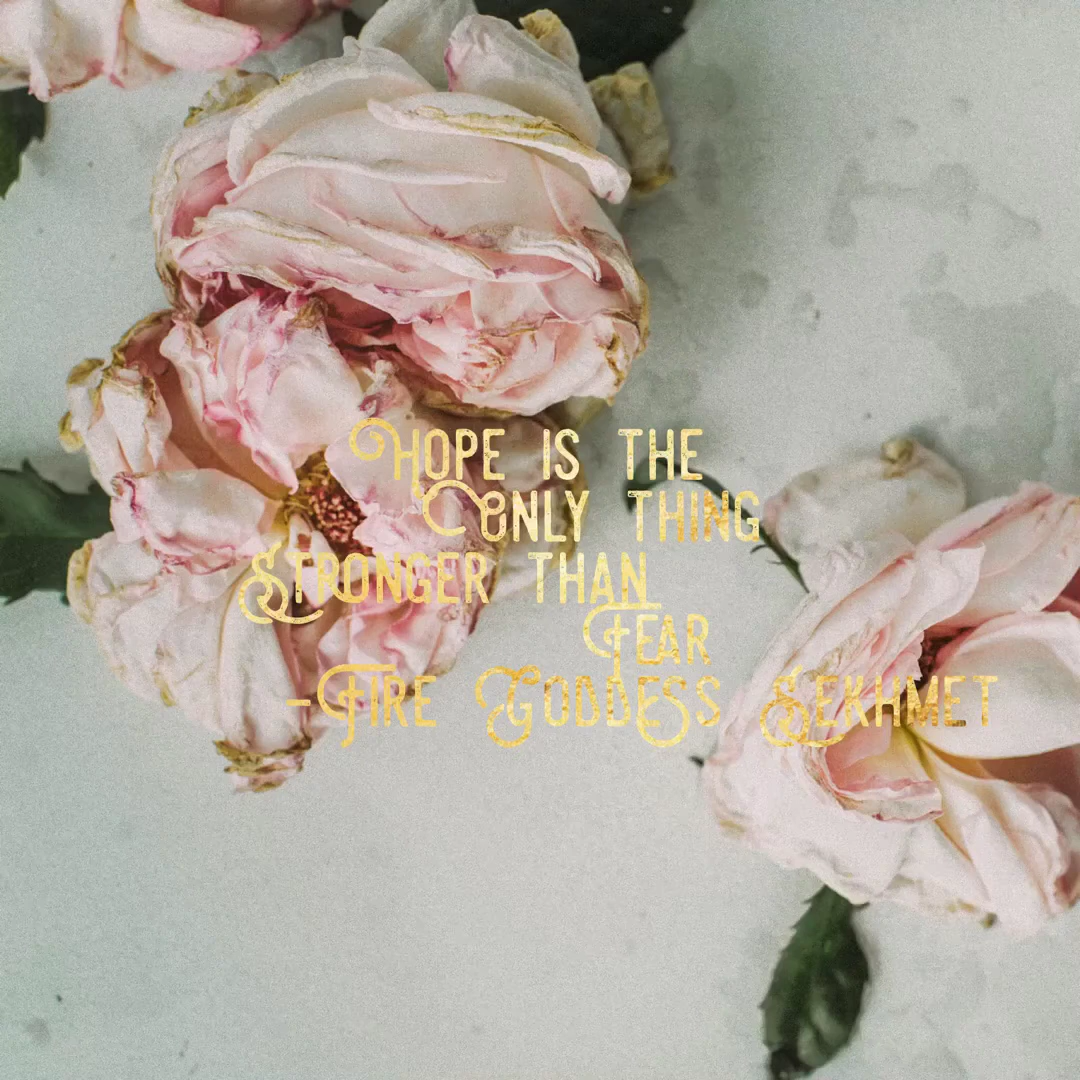 Hope is the
Only thing
Stronger than
Fear
-Fire Goddess Sekhmet